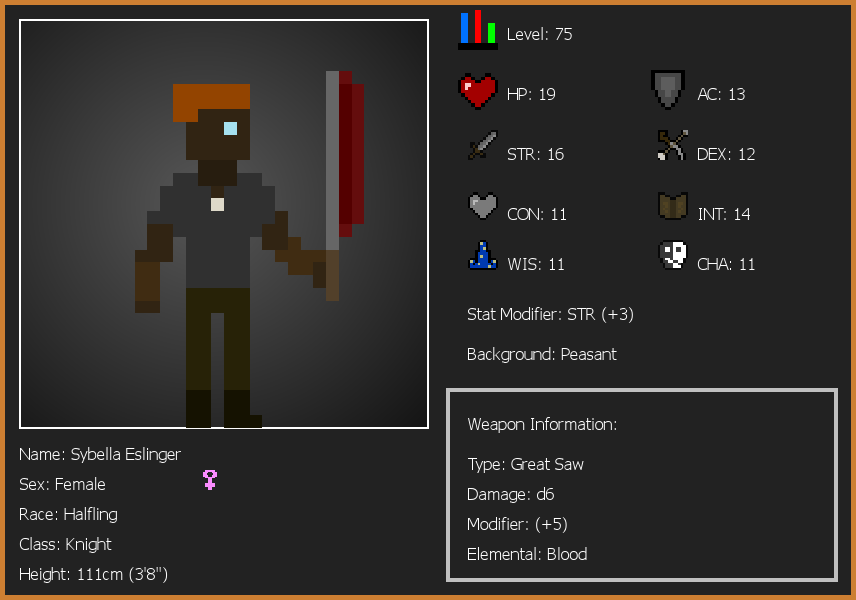 Level: 75
HP: 19
AC: 13
STR: 16
DEX: 12
CON: 11
INT: 14
WIS: 11
CHA: 11
Stat Modifier: STR (+3)
Background: Peasant
Weapon Information:
Type: Great Saw
Damage: d6
Modifier: (+5)
Elemental: Blood
Name: Sybella Eslinger
Sex: Female
Race: Halfling
Class: Knight
Height: 111cm (3'8")